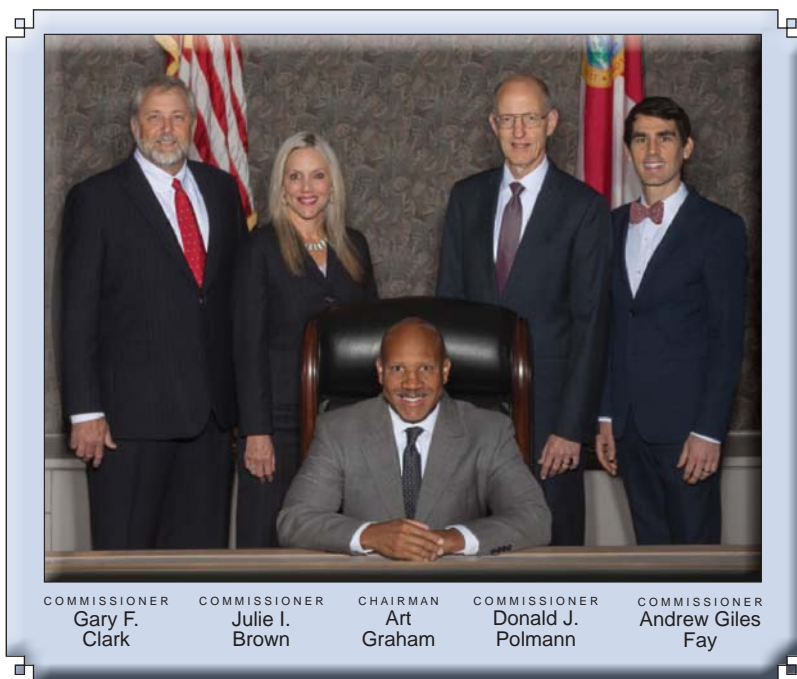 COMMISSIONER
Gary F.
Clark
COMMISSIONER
Julie I.
Brown
CHAIRMAN
Art
Graham
COMMISSIONER
Donald J.
Polmann
COMMISSIONER
Andrew Giles
Fay